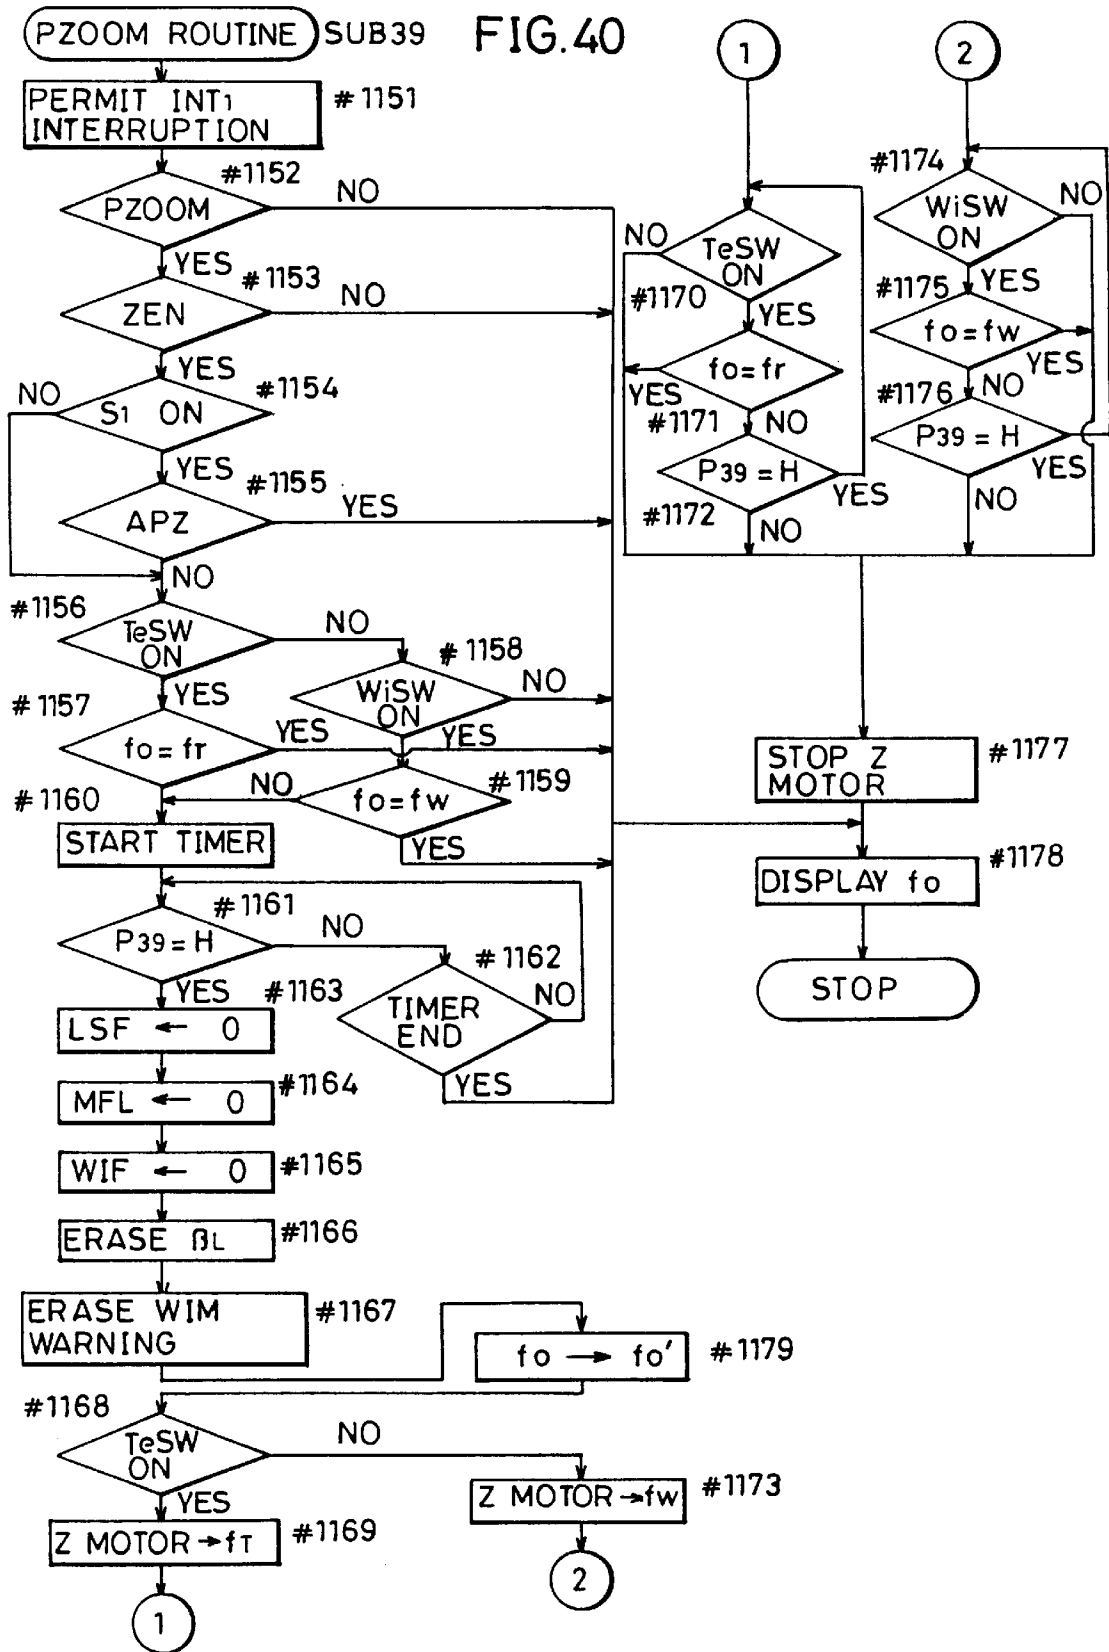 PZOOM ROUTINE
SUB39
FIG.40
PERMIT INT1
INTERRUPTION
#1151
#1152
PZOOM
NO
YES
#1153
ZEN
NO
YES
#1154
NO
S1 ON
YES
#1155
APZ
YES
NO
#1156
TeSW
ON
NO
YES
#1158
WiSW
ON
NO
YES
#1157
fo=fr
YES
NO
#1159
fo=fw
YES
#1160
START TIMER
#1161
P39=H
NO
YES
#1162
TIMER
END
NO
YES
#1163
LSF ← 0
MFL ← 0
#1164
WIF ← 0
#1165
ERASE βL
#1166
ERASE WIM
WARNING
#1167
fo → fo'
#1179
#1168
TeSW
ON
NO
YES
Z MOTOR→fT
#1169
1
Z MOTOR→fw
#1173
2
1
NO
TeSW
ON
#1170
YES
fo=fr
YES
#1171
NO
P39=H
YES
#1172
NO
2
#1174
WiSW
ON
NO
YES
#1175
fo=fw
YES
NO
#1176
P39=H
YES
NO
STOP Z
MOTOR
#1177
DISPLAY fo
#1178
STOP